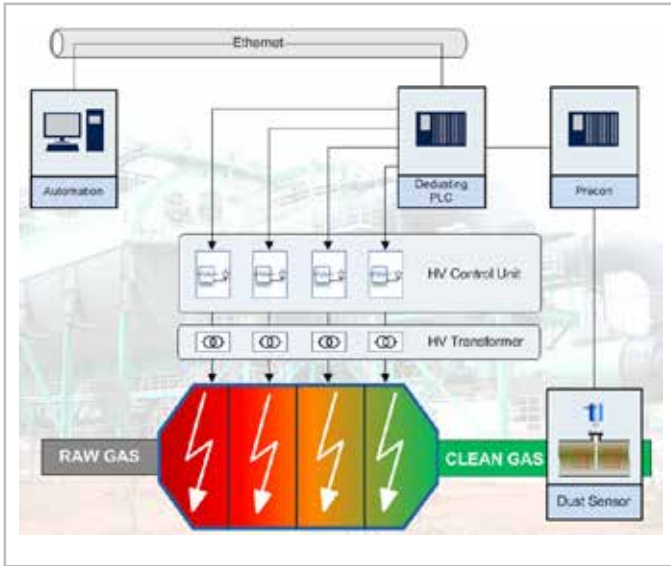 Ethernet
Automation
Dedusting
PLC
Precon
HV Control Unit
HV Transformer
RAW GAS
CLEAN GAS
Dust Sensor